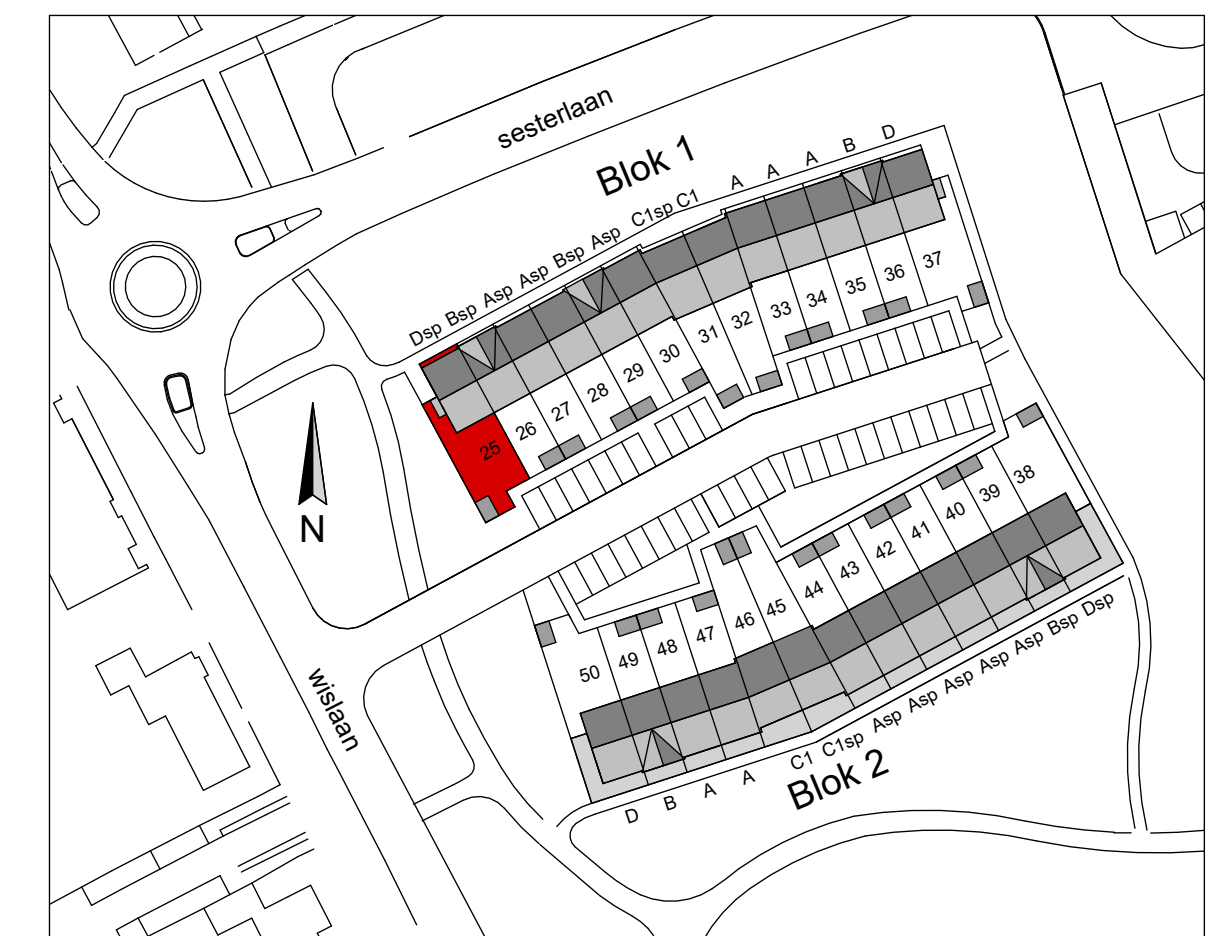 sesterlaan
Blok 1
Dsp Bsp Asp Asp Bsp Asp C1sp C1 A A A B D
25 26 27 28 29 30 31 32 33 34 35 36 37
N
wislaan
50 49 48 47 46 45 44 43 42 41 40 39 38
D B A A C1 C1sp Asp Asp Asp Asp Asp Bsp Dsp
Blok 2